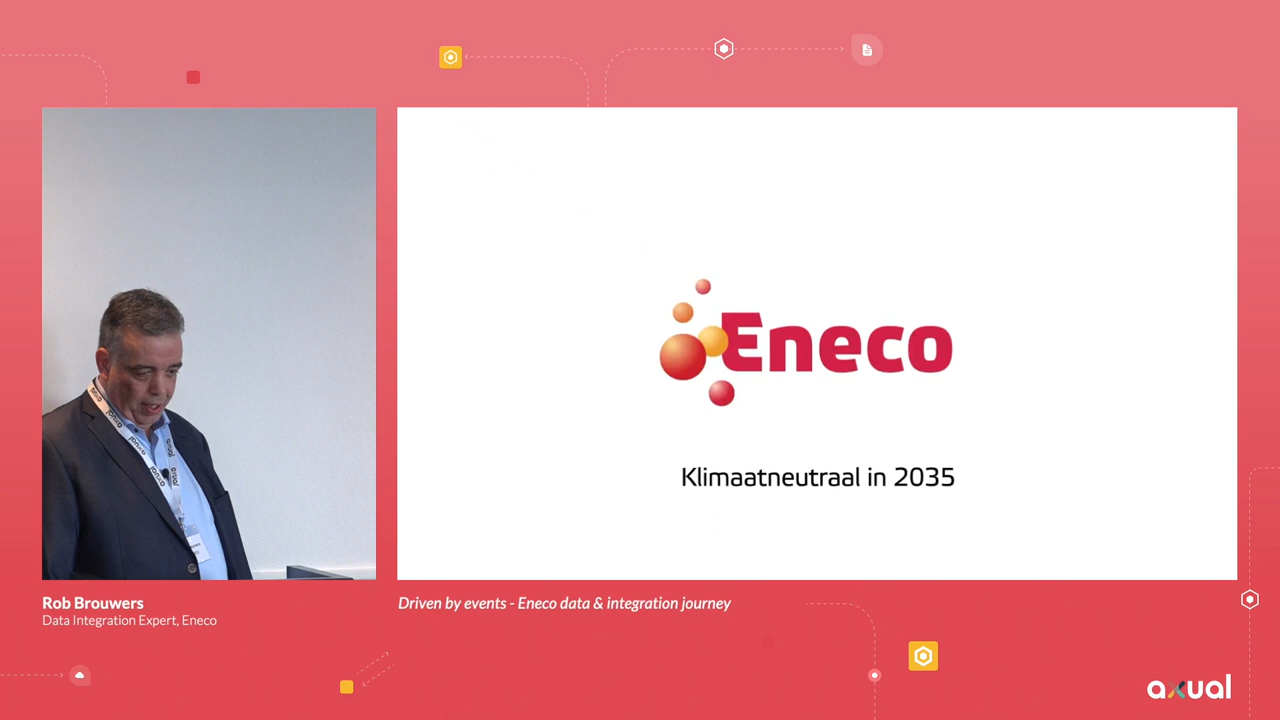 Eneco
Klimaatneutraal in 2035
Rob Brouwers
Data Integration Expert, Eneco
Driven by events - Eneco data & integration journey
axual